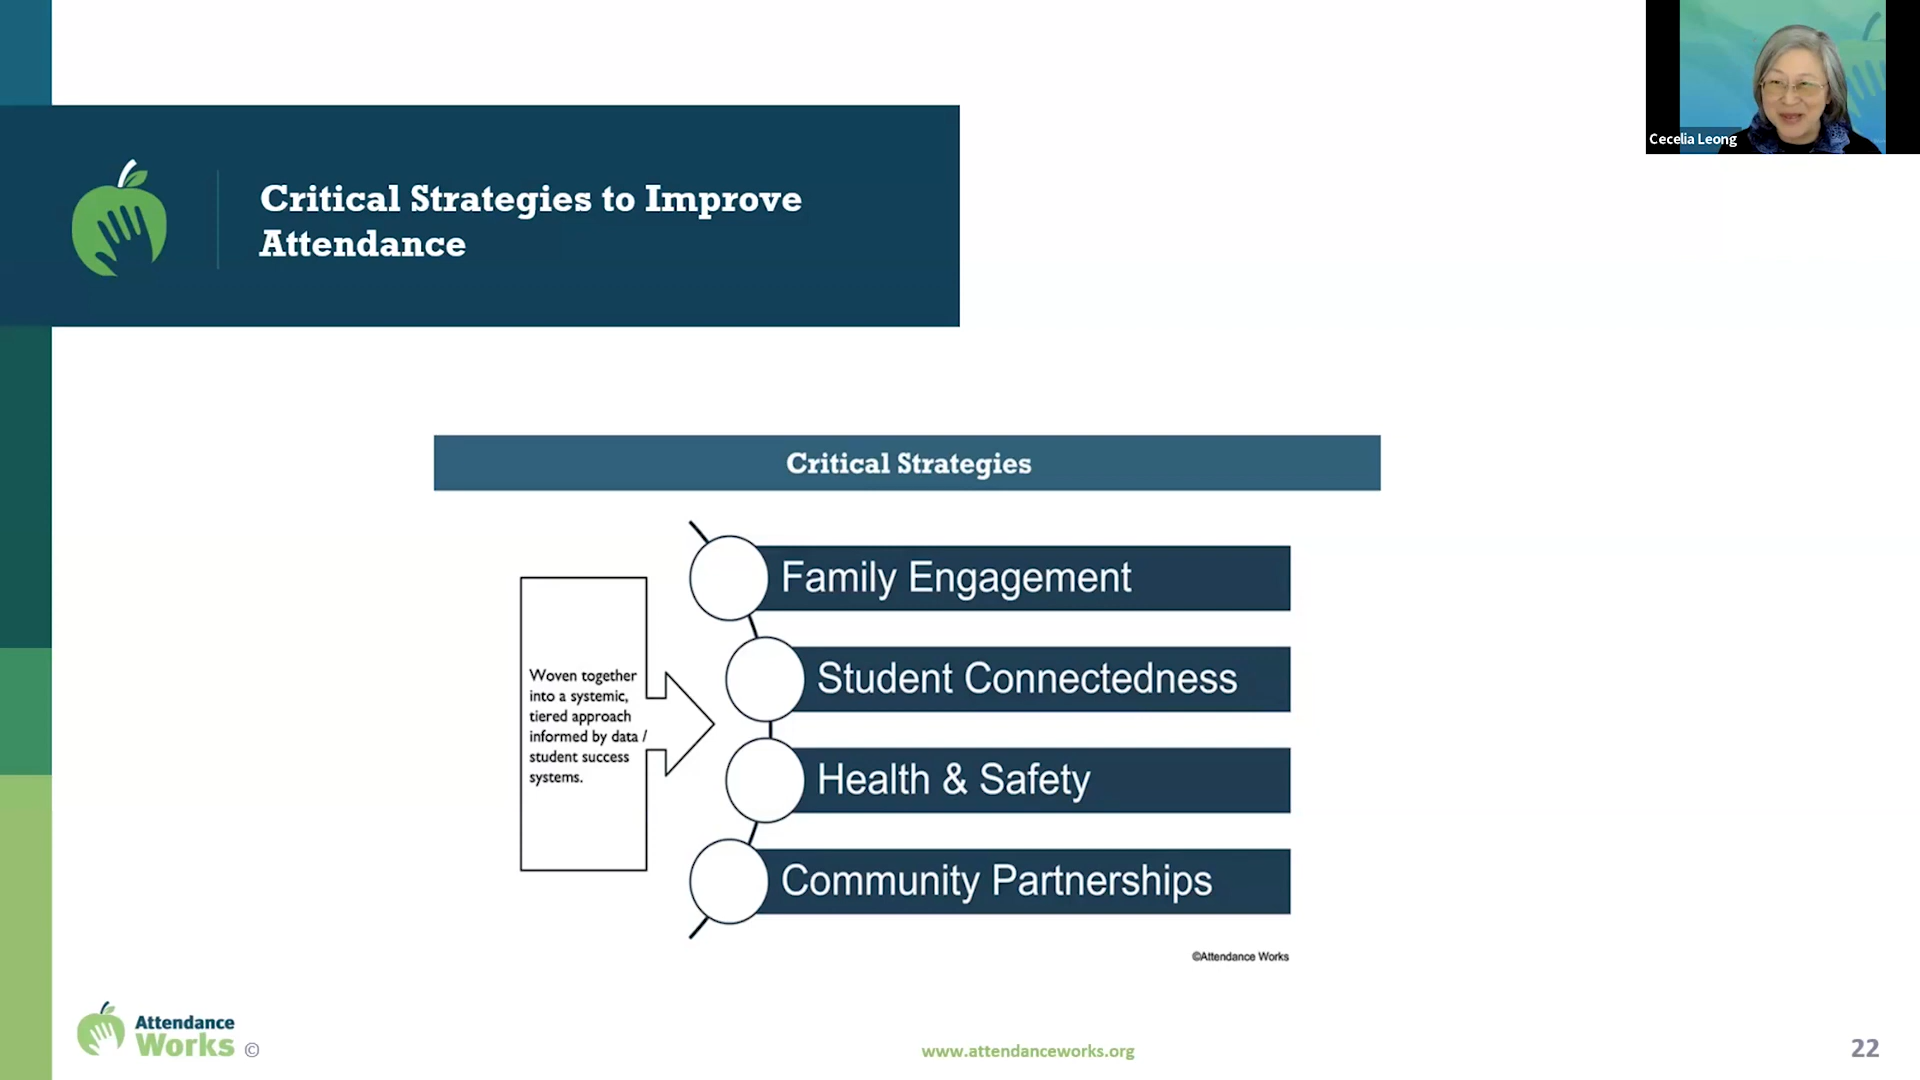 Cecelia Leong
Critical Strategies to Improve
Attendance
Critical Strategies
Family Engagement
Student Connectedness
Health & Safety
Community Partnerships
Woven together
into a systemic,
tiered approach
informed by data /
student success
systems.
©Attendance Works
Attendance
Works ©
www.attendanceworks.org
22